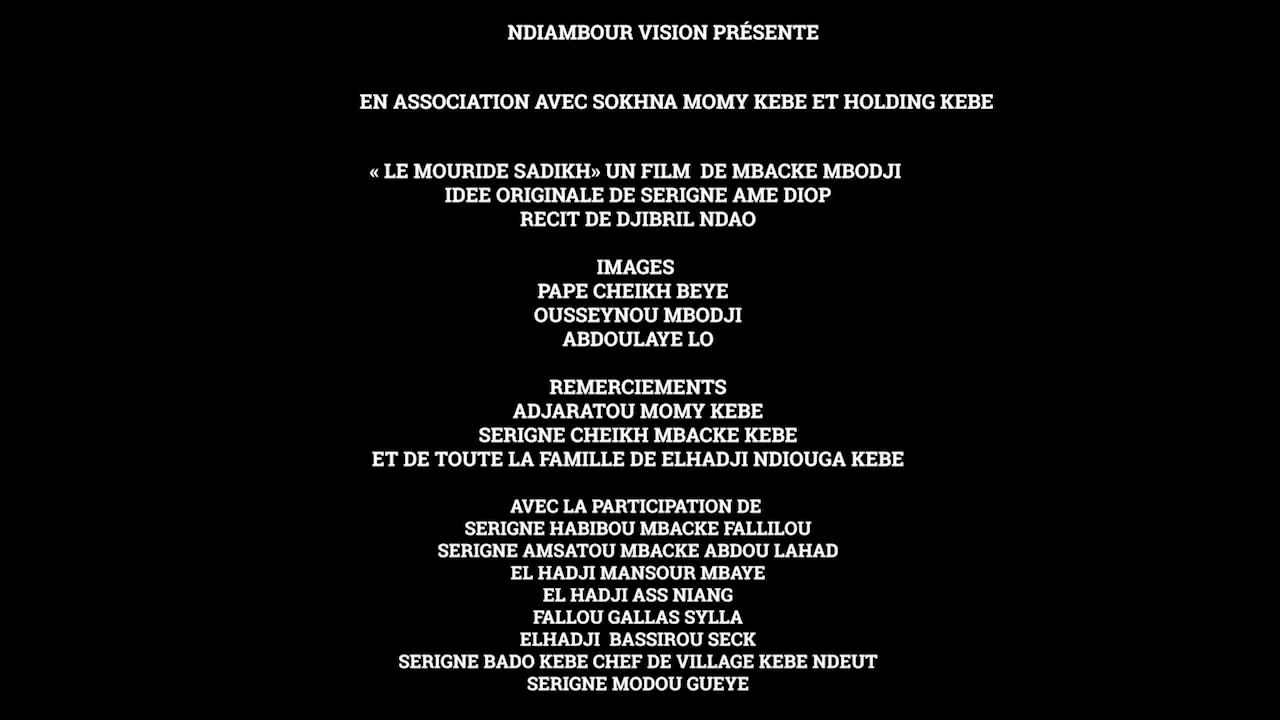 NDIAMBOUR VISION PRÉSENTE
EN ASSOCIATION AVEC SOKHNA MOMY KEBE ET HOLDING KEBE
« LE MOURIDE SADIKH» UN FILM  DE MBACKE MBODJI
IDEE ORIGINALE DE SERIGNE AME DIOP
RECIT DE DJIBRIL NDAO
IMAGES
PAPE CHEIKH BEYE
OUSSEYNOU MBODJI
ABDOULAYE LO
REMERCIEMENTS
ADJARATOU MOMY KEBE
SERIGNE CHEIKH MBACKE KEBE
ET DE TOUTE LA FAMILLE DE ELHADJI NDIOUGA KEBE
AVEC LA PARTICIPATION DE
SERIGNE HABIBOU MBACKE FALLILOU
SERIGNE AMSATOU MBACKE ABDOU LAHAD
EL HADJI MANSOUR MBAYE
EL HADJI ASS NIANG
FALLOU GALLAS SYLLA
ELHADJI  BASSIROU SECK
SERIGNE BADO KEBE CHEF DE VILLAGE KEBE NDEUT
SERIGNE MODOU GUEYE